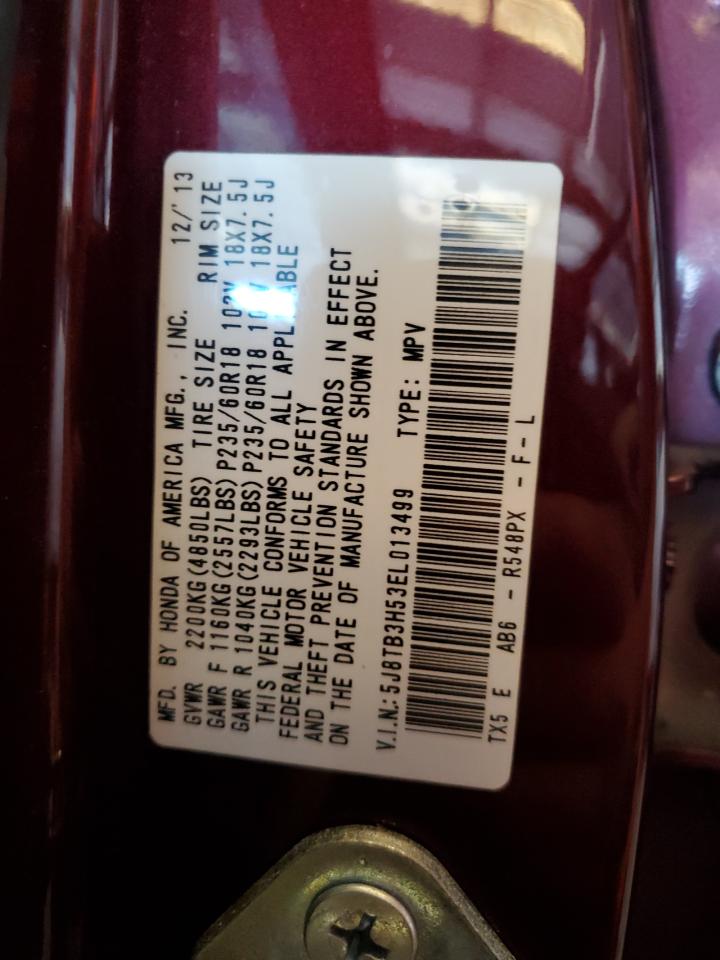 MFD. BY HONDA OF AMERICA MFG., INC. 12/'13
GVWR 2200KG(4850LBS) TIRE SIZE RIM SIZE
GAWR F 1160KG(2557LBS) P235/60R18 102V 18X7.5J
GAWR R 1040KG(2293LBS) P235/60R18 18X7.5J
THIS VEHICLE CONFORMS TO ALL APPLICABLE
FEDERAL MOTOR VEHICLE SAFETY
AND THEFT PREVENTION STANDARDS IN EFFECT
ON THE DATE OF MANUFACTURE SHOWN ABOVE.
V.I.N.: 5J8TB3H53EL013499 TYPE: MPV
TX5 E AB6 - R548PX - F - L